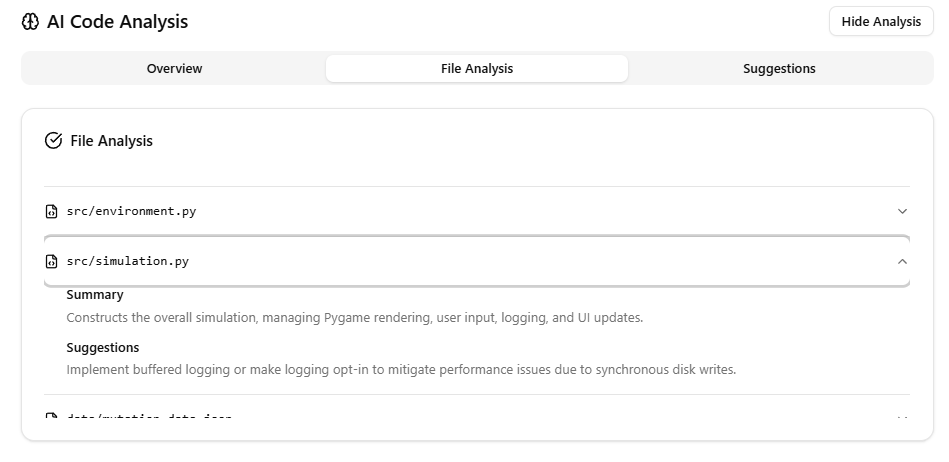 AI Code Analysis
Hide Analysis
Overview
File Analysis
Suggestions
File Analysis
src/environment.py
src/simulation.py
Summary
Constructs the overall simulation, managing Pygame rendering, user input, logging, and UI updates.
Suggestions
Implement buffered logging or make logging opt-in to mitigate performance issues due to synchronous disk writes.